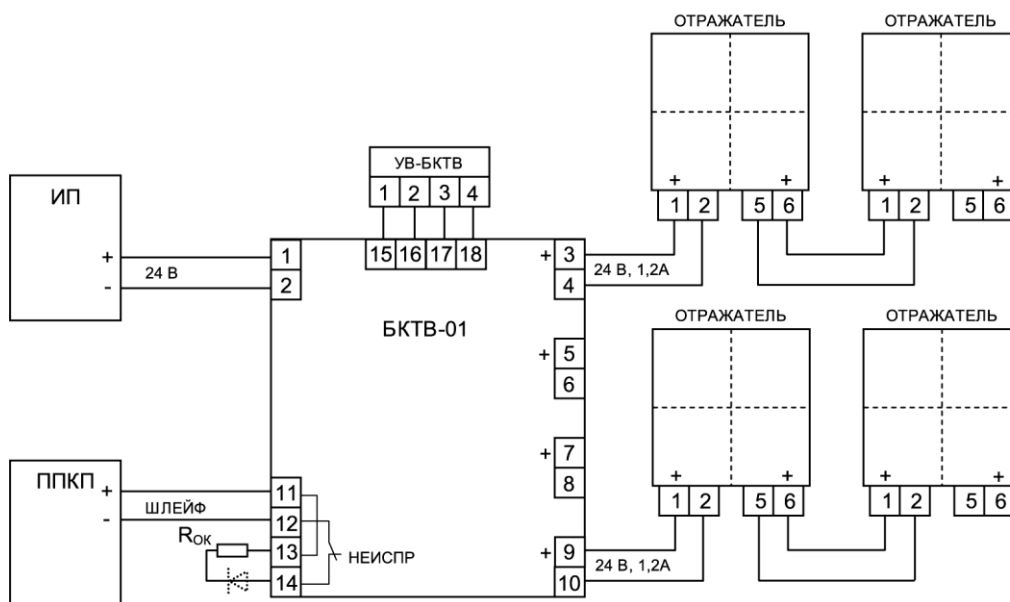 ОТРАЖАТЕЛЬ ОТРАЖАТЕЛЬ
+ + + +
1 2 5 6 1 2 5 6
УВ-БКТВ
1 2 3 4
15 16 17 18
ИП
+
24 В
-
1
2
+ 3
24 В, 1,2А
4
БКТВ-01
+ 5
6
+ 7
8
ОТРАЖАТЕЛЬ ОТРАЖАТЕЛЬ
+ + + +
1 2 5 6 1 2 5 6
ППКП
+
ШЛЕЙФ
-
11
12
RОК
13
14
НЕИСПР
+ 9
24 В, 1,2А
10